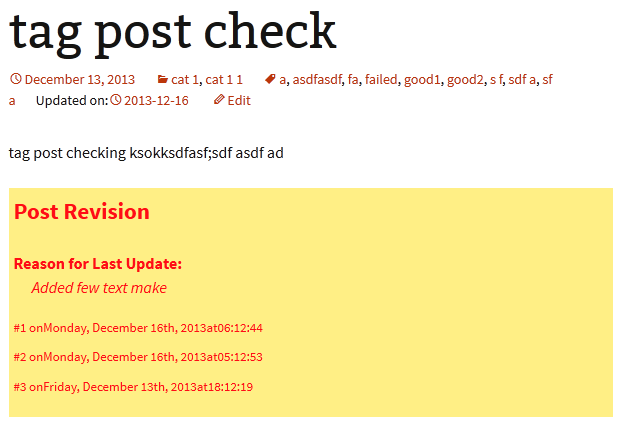 tag post check
December 13, 2013 cat 1, cat 1 1 a, asdfasdf, fa, failed, good1, good2, s f, sdf a, sf
a Updated on: 2013-12-16 Edit
tag post checking ksokksdfasf;sdf asdf ad
Post Revision
Reason for Last Update:
Added few text make
#1 onMonday, December 16th, 2013at06:12:44
#2 onMonday, December 16th, 2013at05:12:53
#3 onFriday, December 13th, 2013at18:12:19